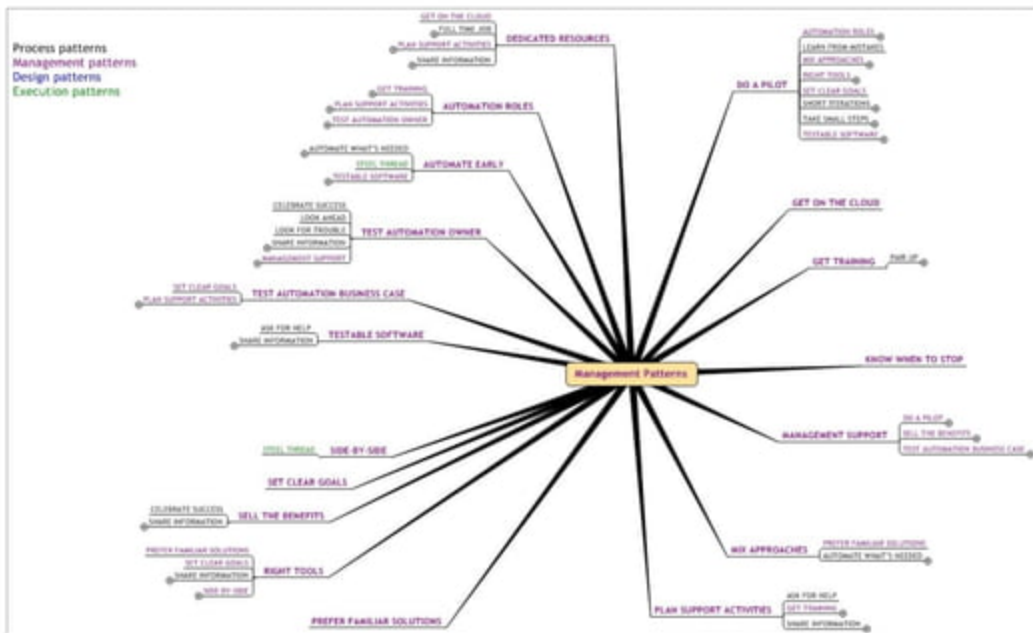 Process patterns
Management patterns
Design patterns
Execution patterns
GET ON THE CLOUD
FULL TIME JOB
PLAN SUPPORT ACTIVITIES
SHARE INFORMATION
DEDICATED RESOURCES
GET TRAINING
PLAN SUPPORT ACTIVITIES
TEST AUTOMATION OWNER
AUTOMATION ROLES
AUTOMATE WHAT'S NEEDED
STEEL THREAD
TESTABLE SOFTWARE
AUTOMATE EARLY
CELEBRATE SUCCESS
LOOK AHEAD
LOOK FOR TROUBLE
SHARE INFORMATION
MANAGEMENT SUPPORT
TEST AUTOMATION OWNER
SET CLEAR GOALS
PLAN SUPPORT ACTIVITIES
TEST AUTOMATION BUSINESS CASE
ASK FOR HELP
SHARE INFORMATION
TESTABLE SOFTWARE
Management Patterns
STEEL THREAD
SIDE-BY-SIDE
SET CLEAR GOALS
CELEBRATE SUCCESS
SHARE INFORMATION
SELL THE BENEFITS
PREFER FAMILIAR SOLUTIONS
SET CLEAR GOALS
SHARE INFORMATION
SIDE-BY-SIDE
RIGHT TOOLS
PREFER FAMILIAR SOLUTIONS
DO A PILOT
AUTOMATION ROLES
LEARN FROM MISTAKES
MIX APPROACHES
RIGHT TOOLS
SET CLEAR GOALS
SHORT ITERATIONS
TAKE SMALL STEPS
TESTABLE SOFTWARE
GET ON THE CLOUD
GET TRAINING
PAIR UP
KNOW WHEN TO STOP
MANAGEMENT SUPPORT
DO A PILOT
SELL THE BENEFITS
TEST AUTOMATION BUSINESS CASE
MIX APPROACHES
PREFER FAMILIAR SOLUTIONS
AUTOMATE WHAT'S NEEDED
PLAN SUPPORT ACTIVITIES
ASK FOR HELP
GET TRAINING
SHARE INFORMATION